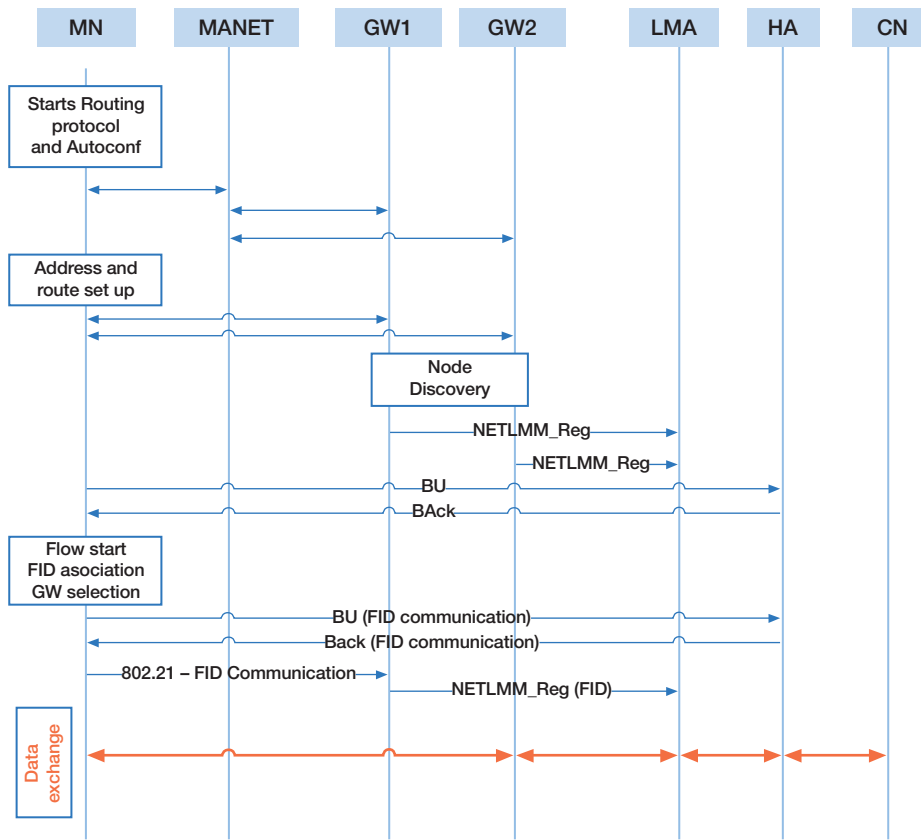 MN MANET GW1 GW2 LMA HA CN
Starts Routing
protocol
and Autoconf
Address and
route set up
Node
Discovery
NETLMM_Reg
NETLMM_Reg
BU
BAck
Flow start
FID asociation
GW selection
BU (FID communication)
Back (FID communication)
802.21 – FID Communication
NETLMM_Reg (FID)
Data
exchange